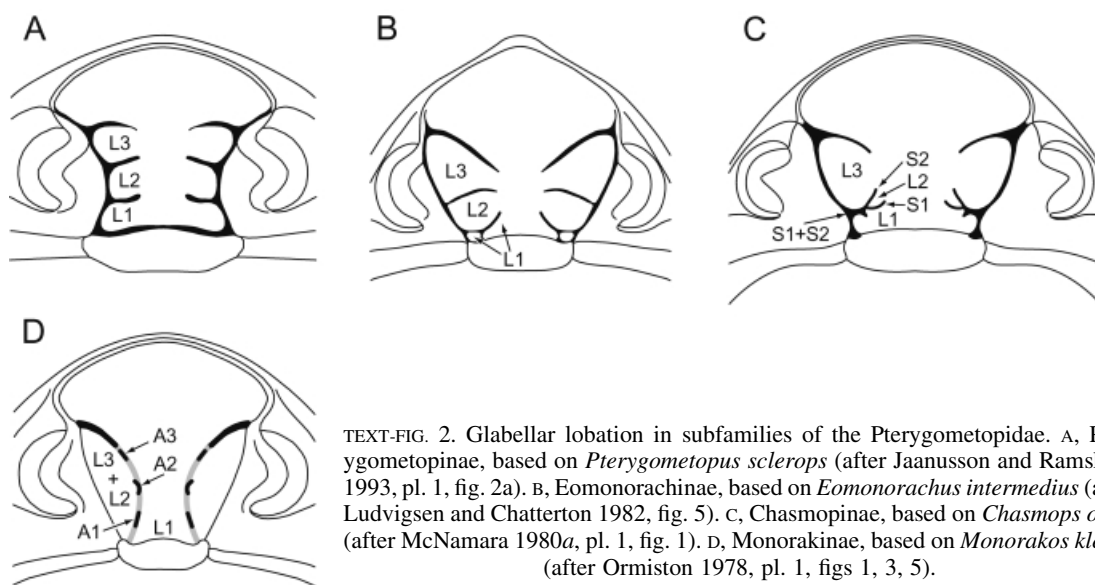 A
B
C
L3
L2
L1
L3
L2
L1
L3
S2
L2
S1
L1
S1+S2
D
A3
L3
+
L2
A2
A1
L1
TEXT-FIG. 2. Glabellar lobation in subfamilies of the Pterygometopidae. A,
ygometopinae, based on Pterygometopus sclerops (after Jaanusson and
1993, pl. 1, fig. 2a). B, Eomonorachinae, based on Eomonorachus intermedius
Ludvigsen and Chatterton 1982, fig. 5). C, Chasmopinae, based on Chasmops
(after McNamara 1980a, pl. 1, fig. 1). D, Monorakinae, based on Monorakos
(after Ormiston 1978, pl. 1, figs 1, 3, 5).